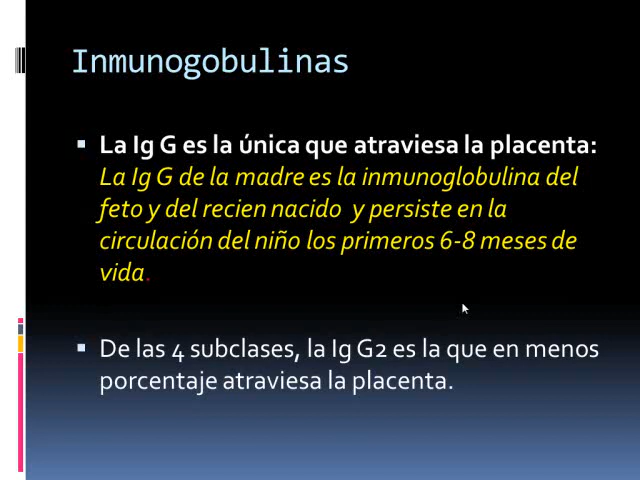 Inmunogobulinas
La Ig G es la única que atraviesa la placenta:
La Ig G de la madre es la inmunoglobulina del
feto y del recien nacido y persiste en la
circulación del niño los primeros 6-8 meses de
vida.
De las 4 subclases, la Ig G2 es la que en menos
porcentaje atraviesa la placenta.